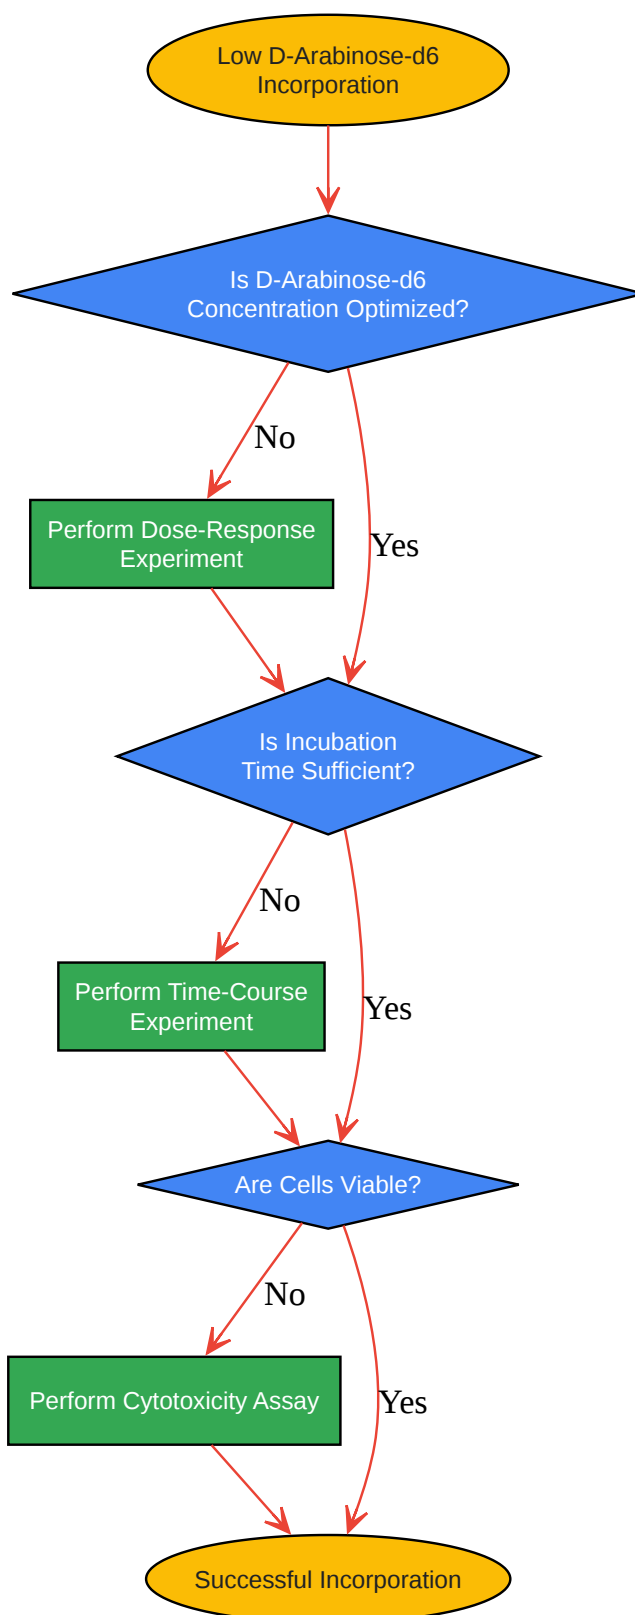 Low D-Arabinose-d6
Incorporation
Is D-Arabinose-d6
Concentration Optimized?
No
Perform Dose-Response
Experiment
Yes
Is Incubation
Time Sufficient?
No
Perform Time-Course
Experiment
Yes
Are Cells Viable?
No
Perform Cytotoxicity Assay
Yes
Successful Incorporation